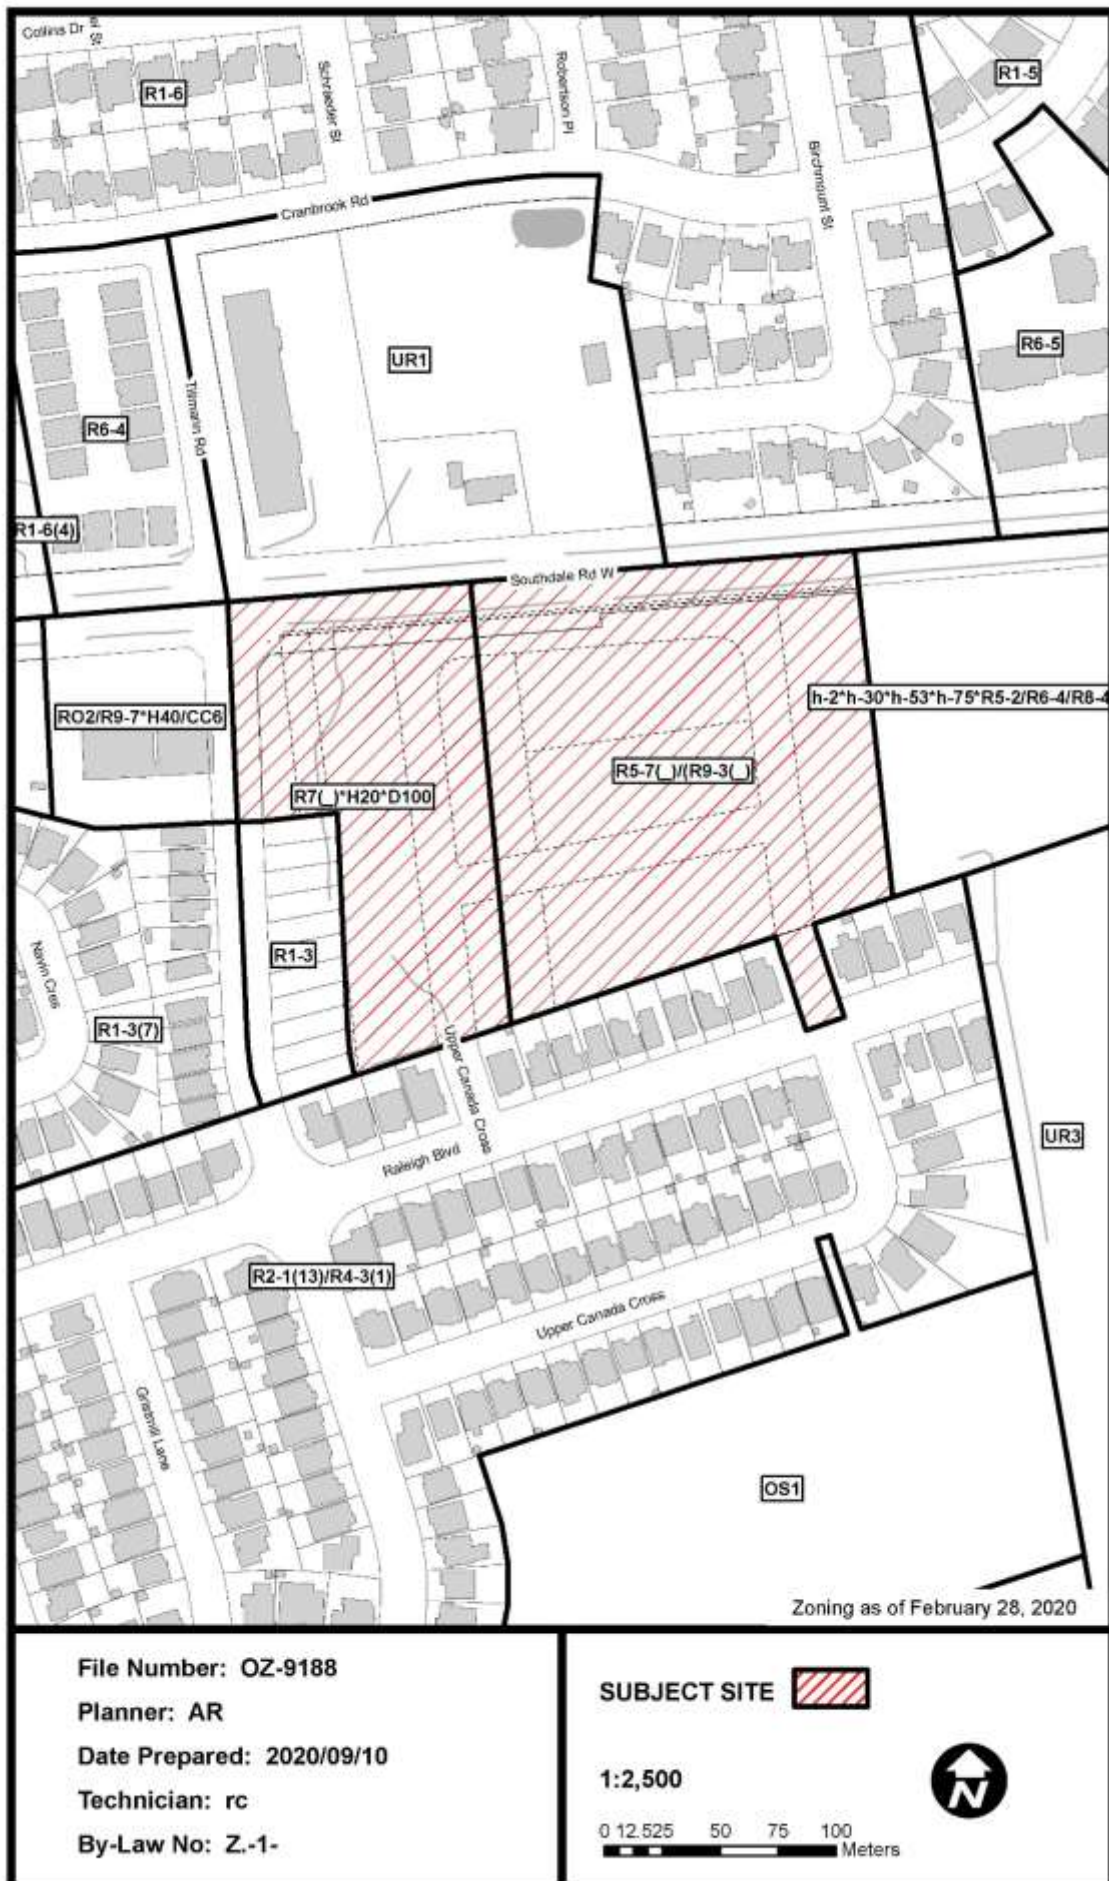 Collins Dr
el St
R1-6
Schraeder St
Robertson Pl
R1-5
Birchmount St
Cranbrook Rd
UR1
R6-5
R6-4
Tillmann Rd
R1-6(4)
Southdale Rd W
RO2/R9-7*H40/CC6
h-2*h-30*h-53*h-75*R5-2/R6-4/R8-4
R5-7(_)/(R9-3(_)
R7(_)*H20*D100
R1-3
Navin Cres
R1-3(7)
Upper Canada Cross
Raleigh Blvd
UR3
R2-1(13)/R4-3(1)
Upper Canada Cross
Gristmill Lane
OS1
Zoning as of February 28, 2020
File Number: OZ-9188
Planner: AR
Date Prepared: 2020/09/10
Technician: rc
By-Law No: Z.-1-
SUBJECT SITE
1:2,500
N
0 12.525 50 75 100
Meters